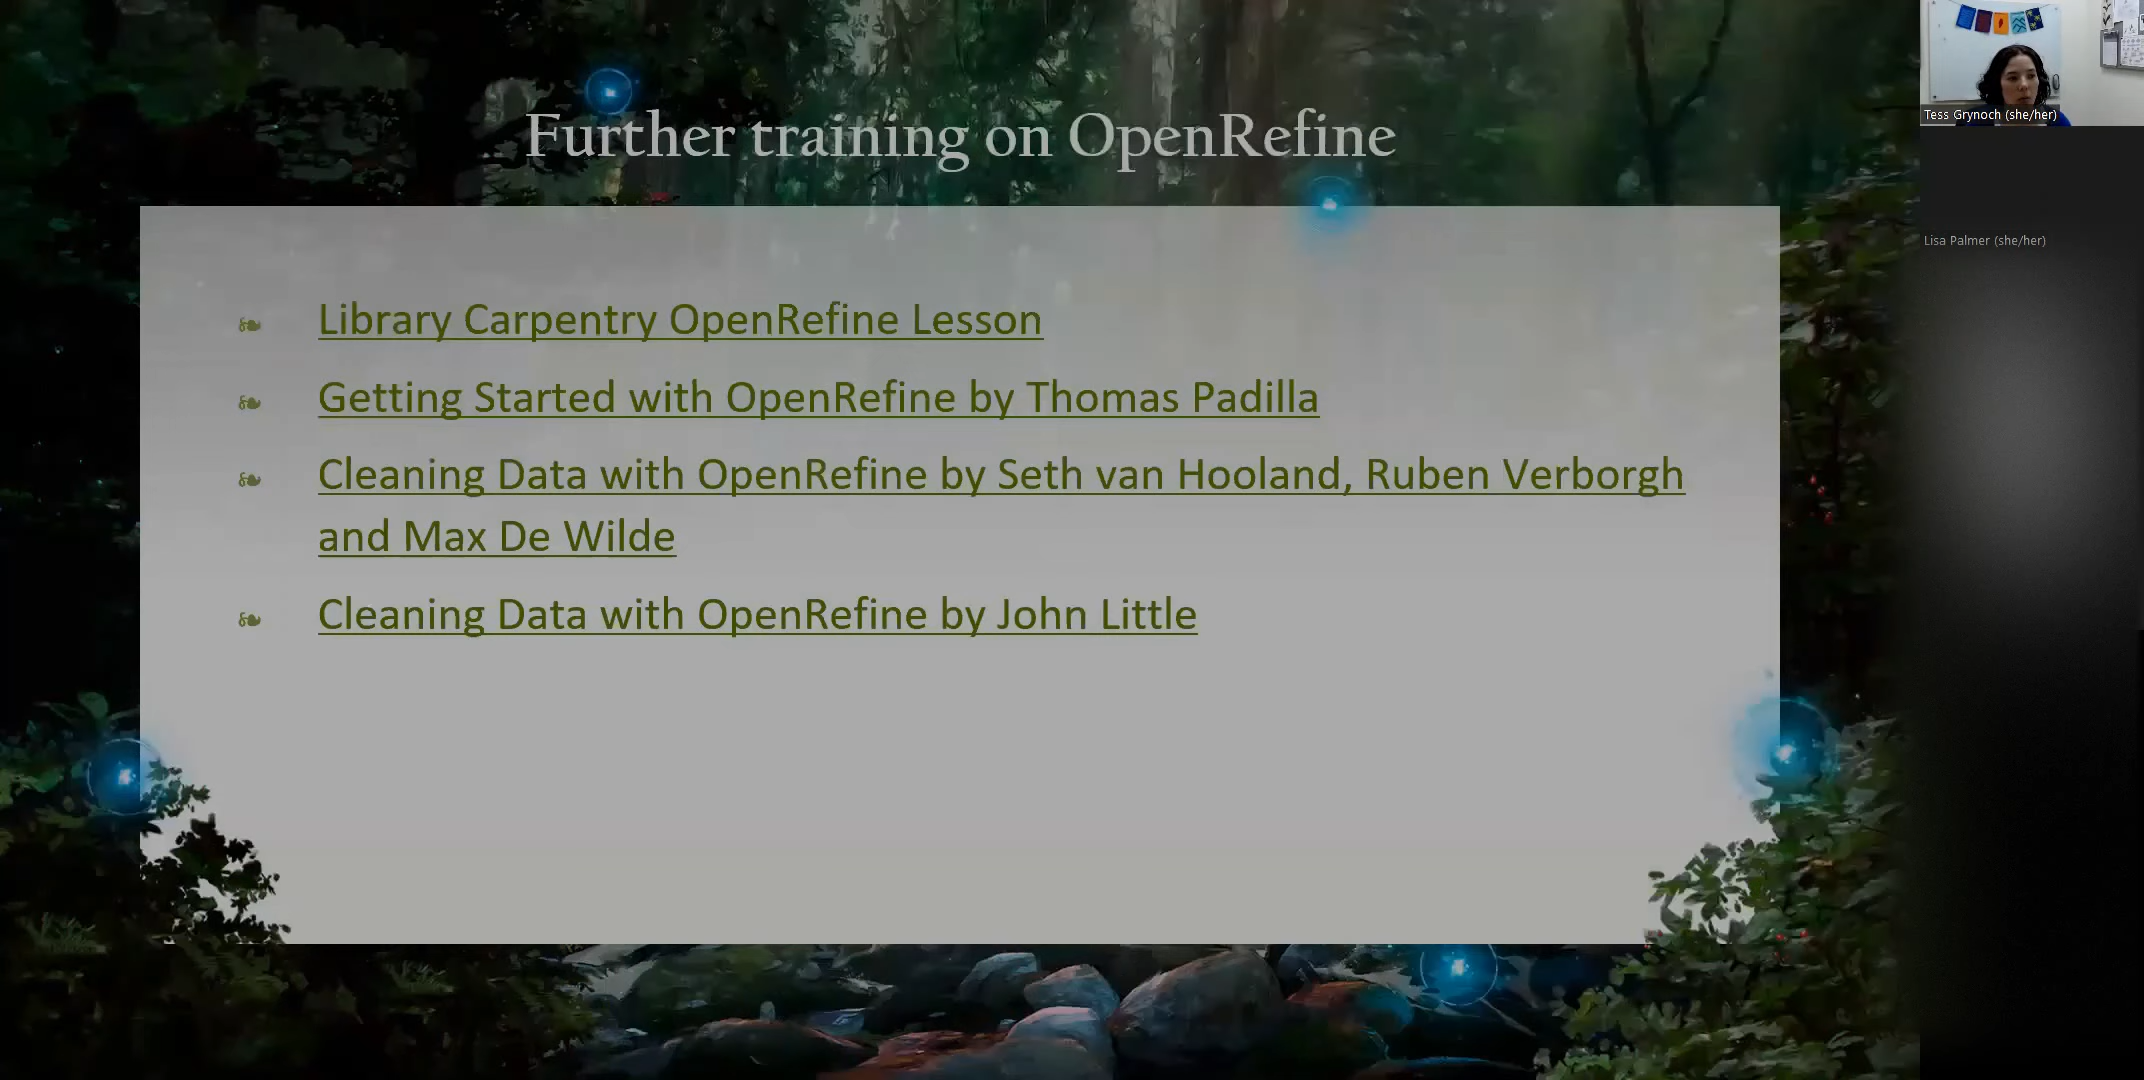 Further training on OpenRefine
Library Carpentry OpenRefine Lesson
Getting Started with OpenRefine by Thomas Padilla
Cleaning Data with OpenRefine by Seth van Hooland, Ruben Verborgh
and Max De Wilde
Cleaning Data with OpenRefine by John Little
Tess Grynoch (she/her)
Lisa Palmer (she/her)